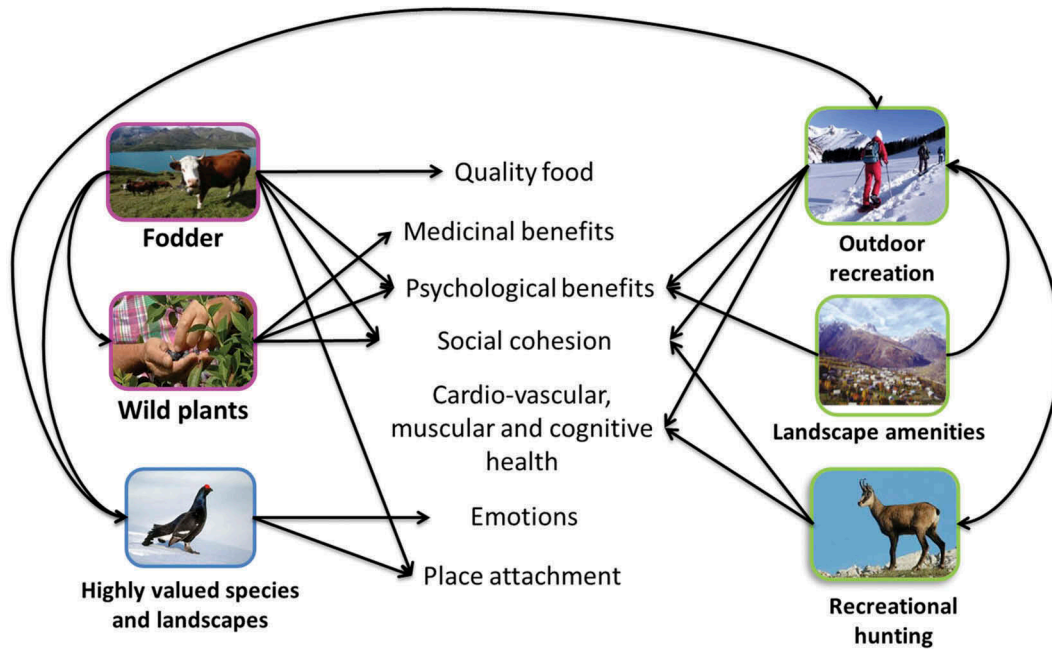 Fodder
Wild plants
Highly valued species
and landscapes
Quality food
Medicinal benefits
Psychological benefits
Social cohesion
Cardio-vascular,
muscular and cognitive
health
Emotions
Place attachment
Outdoor
recreation
Landscape amenities
Recreational
hunting